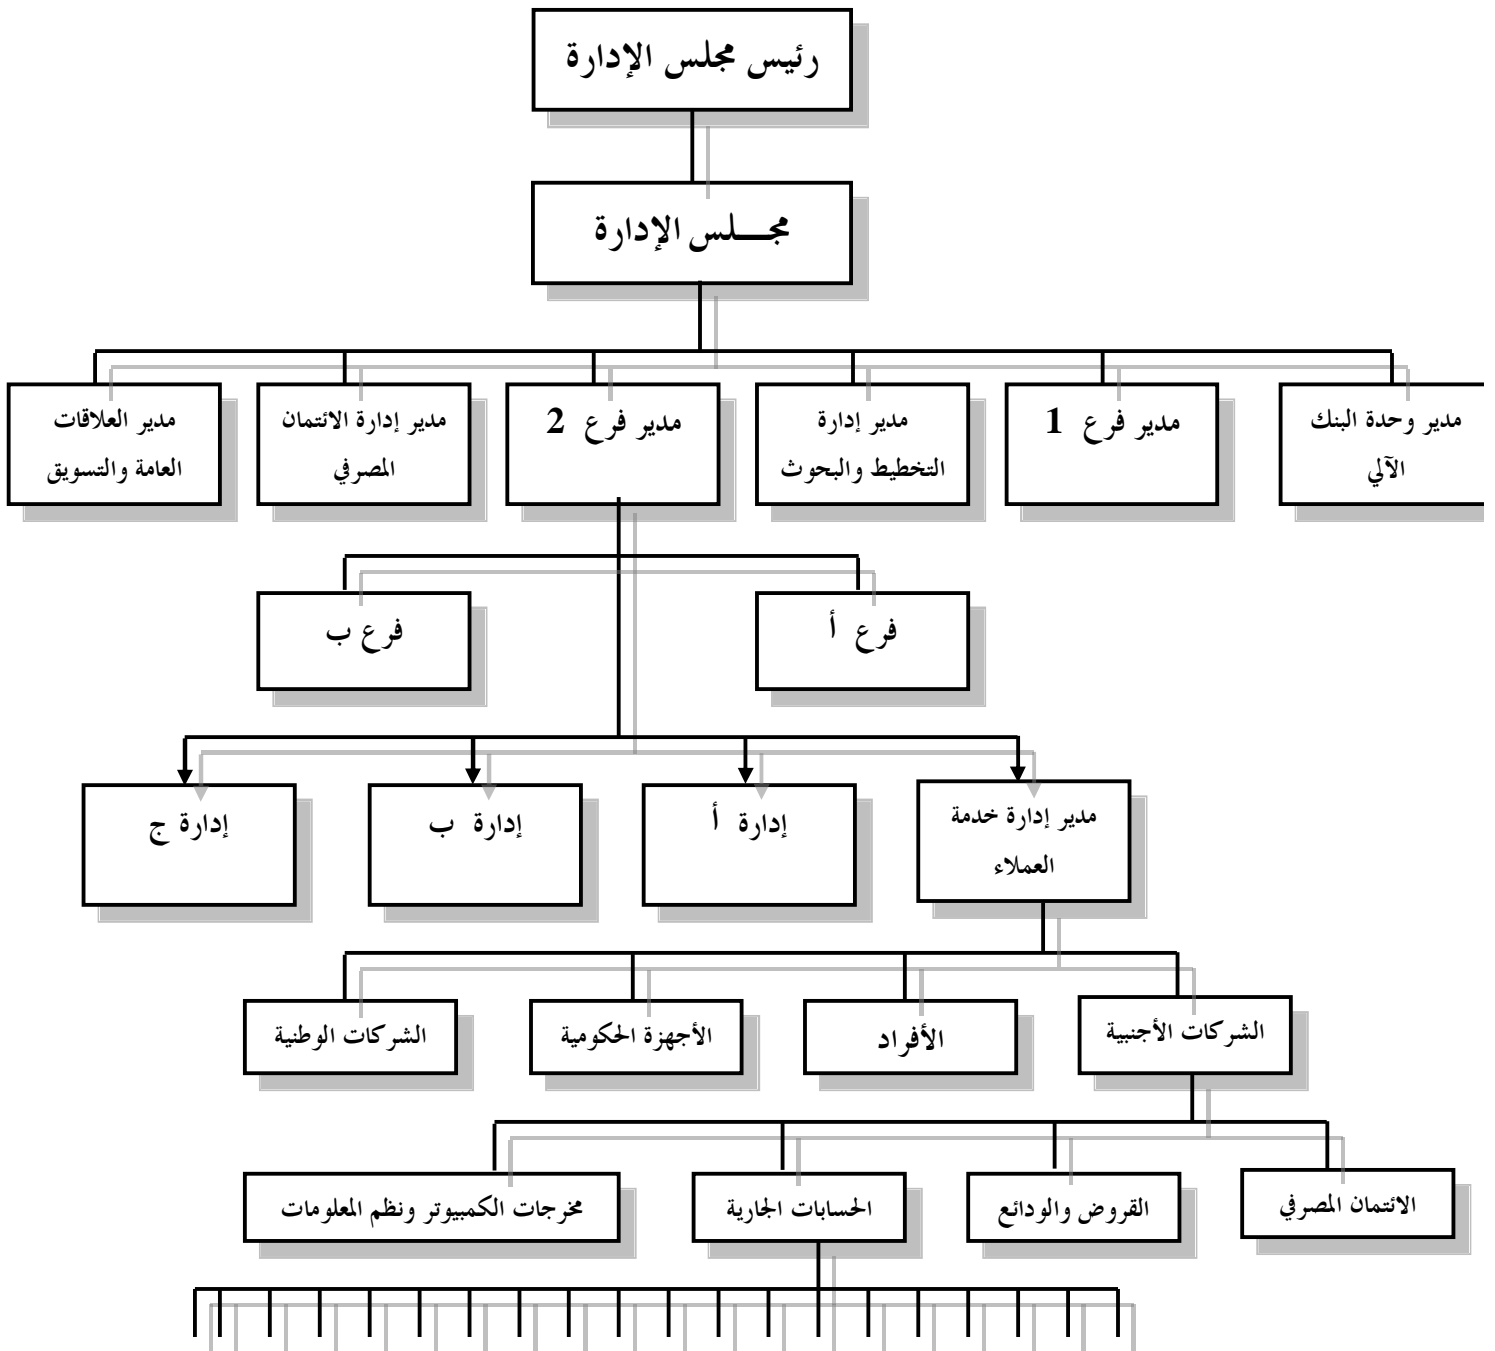 رئيس مجلس الإدارة
مجـــلس الإدارة
مدير وحدة البنك
الآلي
مدير فرع 1
مدير إدارة
التخطيط والبحوث
مدير فرع 2
مدير إدارة الائتمان
المصرفي
مدير العلاقات
العامة والتسويق
فرع أ
فرع ب
مدير إدارة خدمة
العملاء
إدارة أ
إدارة ب
إدارة ج
الشركات الأجنبية
الأفراد
الأجهزة الحكومية
الشركات الوطنية
الائتمان المصرفي
القروض والودائع
الحسابات الجارية
مخرجات الكمبيوتر ونظم المعلومات